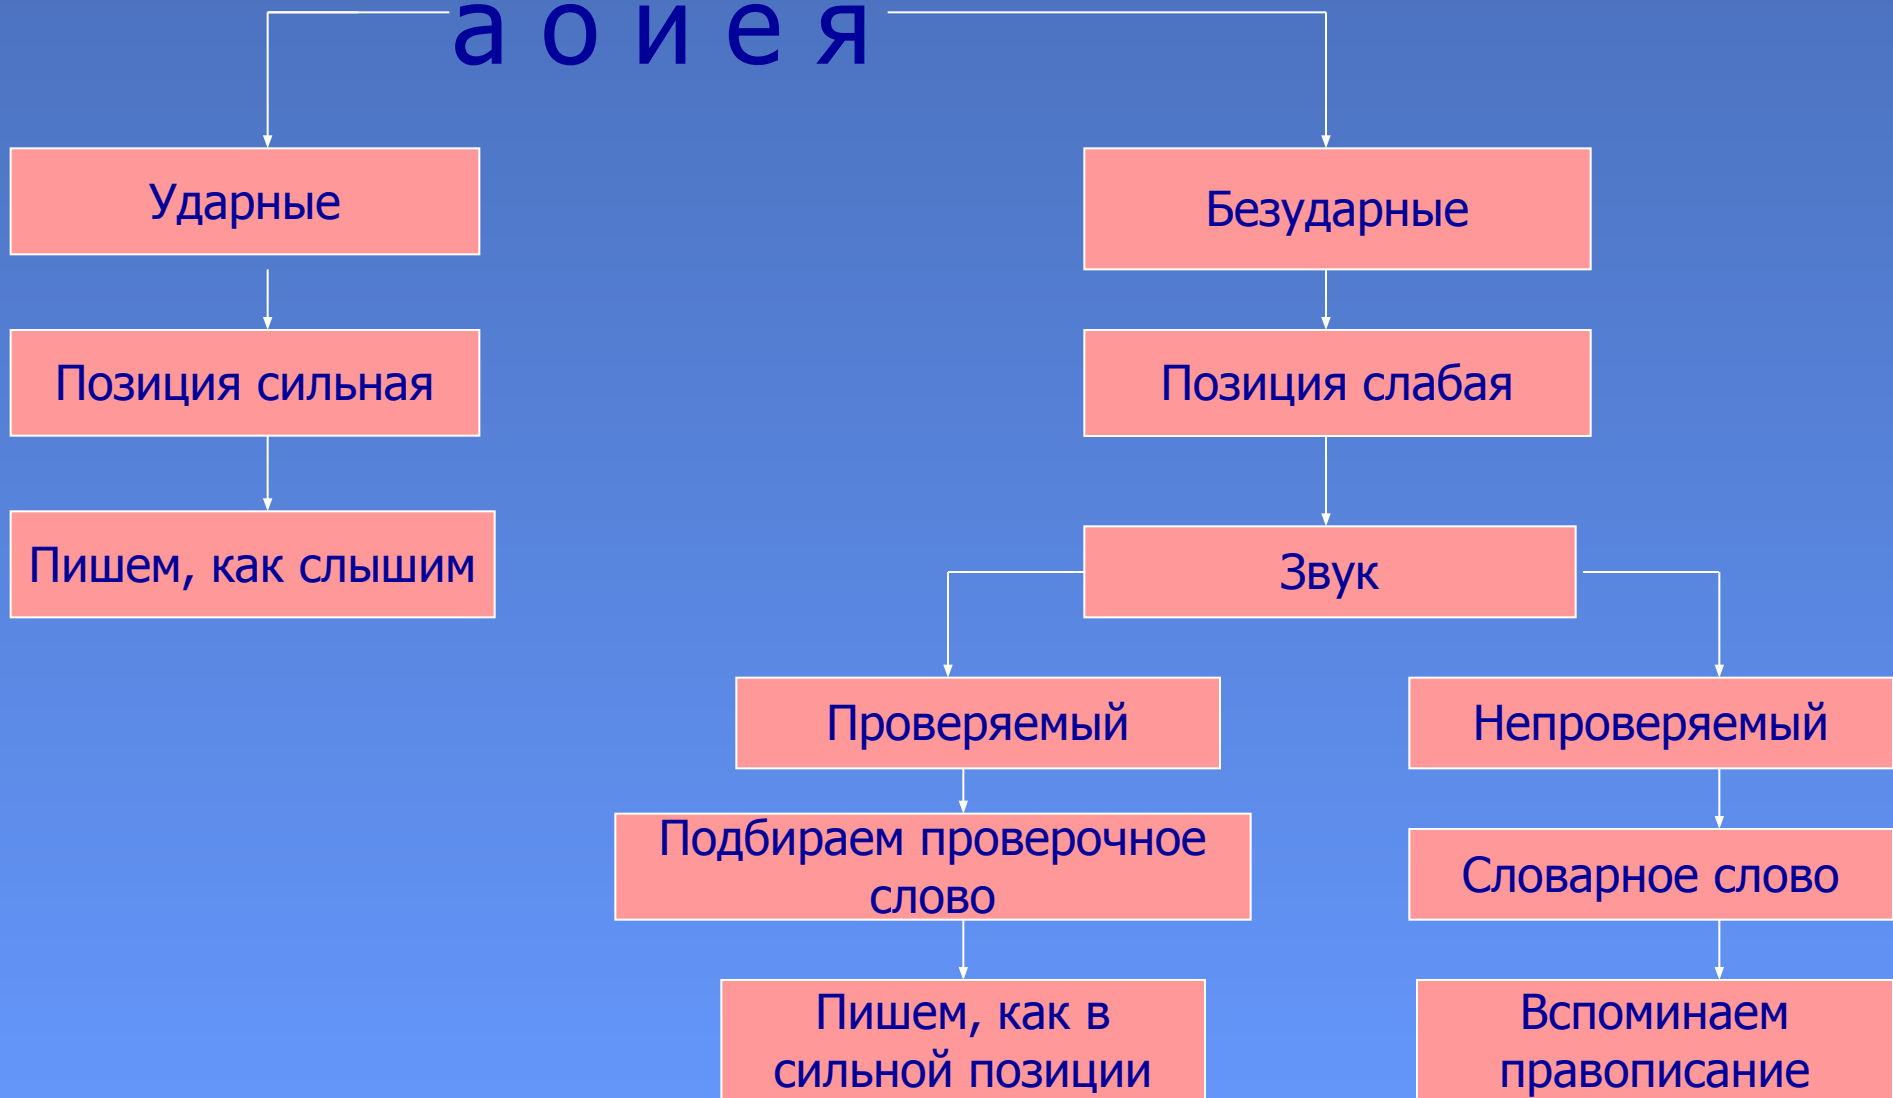 а о и е я
Ударные
Безударные
Позиция сильная
Позиция слабая
Пишем, как слышим
Звук
Проверяемый
Непроверяемый
Подбираем проверочное
слово
Словарное слово
Пишем, как в
сильной позиции
Вспоминаем
правописание